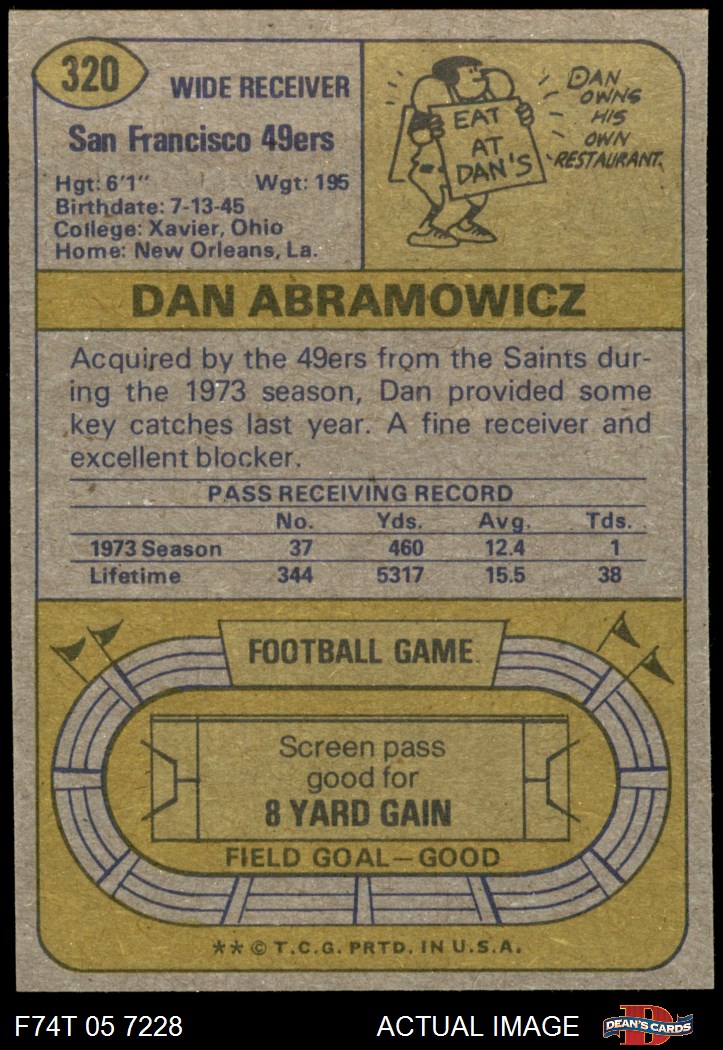 320
WIDE RECEIVER
San Francisco 49ers
Hgt: 6'1" Wgt: 195
Birthdate: 7-13-45
College: Xavier, Ohio
Home: New Orleans, La.
EAT
AT
DAN'S
DAN
OWNS
HIS
OWN
RESTAURANT.
DAN ABRAMOWICZ
Acquired by the 49ers from the Saints dur-
ing the 1973 season, Dan provided some
key catches last year. A fine receiver and
excellent blocker.
PASS RECEIVING RECORD
No. Yds. Avg. Tds.
1973 Season 37 460 12.4 1
Lifetime 344 5317 15.5 38
FOOTBALL GAME
Screen pass
good for
8 YARD GAIN
FIELD GOAL—GOOD
** © T.C.G. PRTD. IN U.S.A.
F74T 05 7228 ACTUAL IMAGE
DEAN'S CARDS